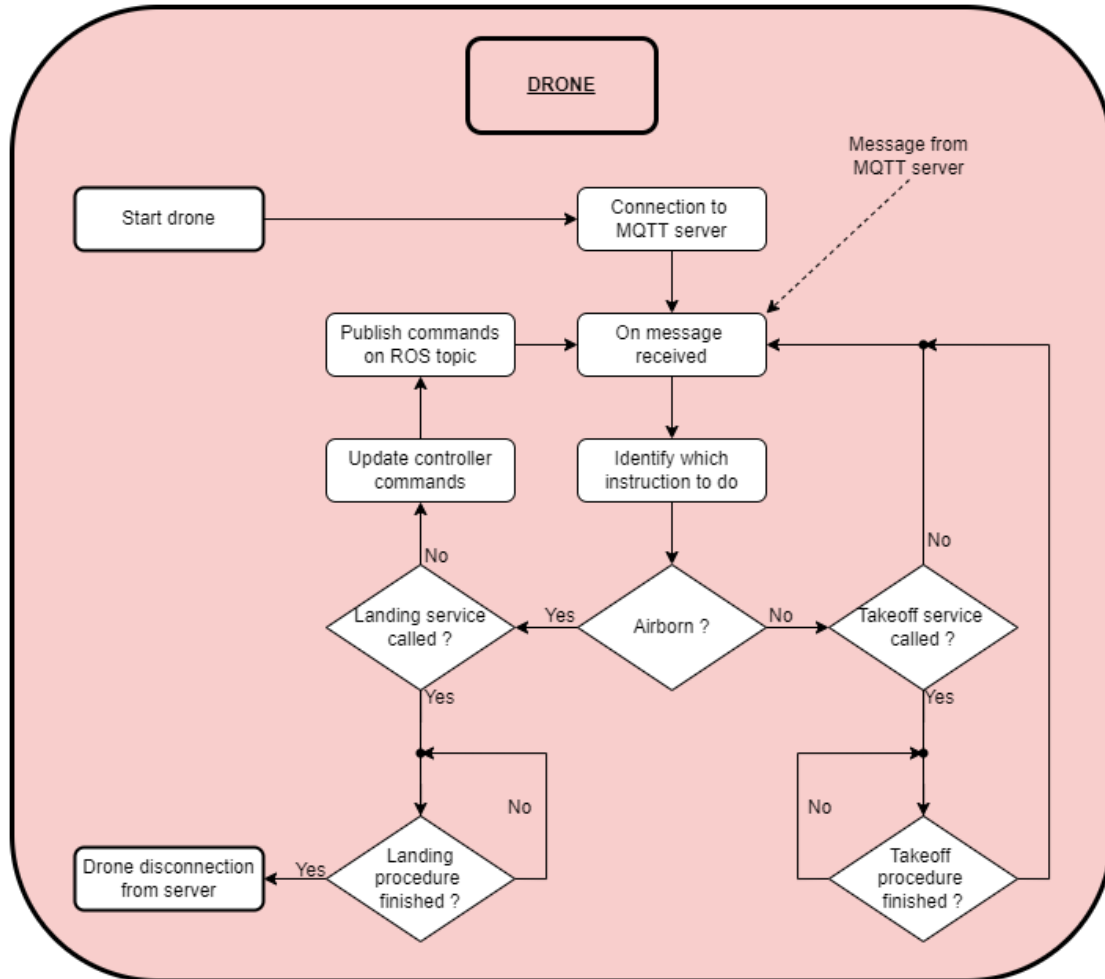 DRONE
Message from
MQTT server
Start drone
Connection to
MQTT server
Publish commands
on ROS topic
On message
received
Update controller
commands
Identify which
instruction to do
No
No
Landing service
called ?
Yes
Airborn ?
No
Takeoff service
called ?
Yes
Yes
No
No
Drone disconnection
from server
Yes
Landing
procedure
finished ?
Takeoff
procedure
finished ?